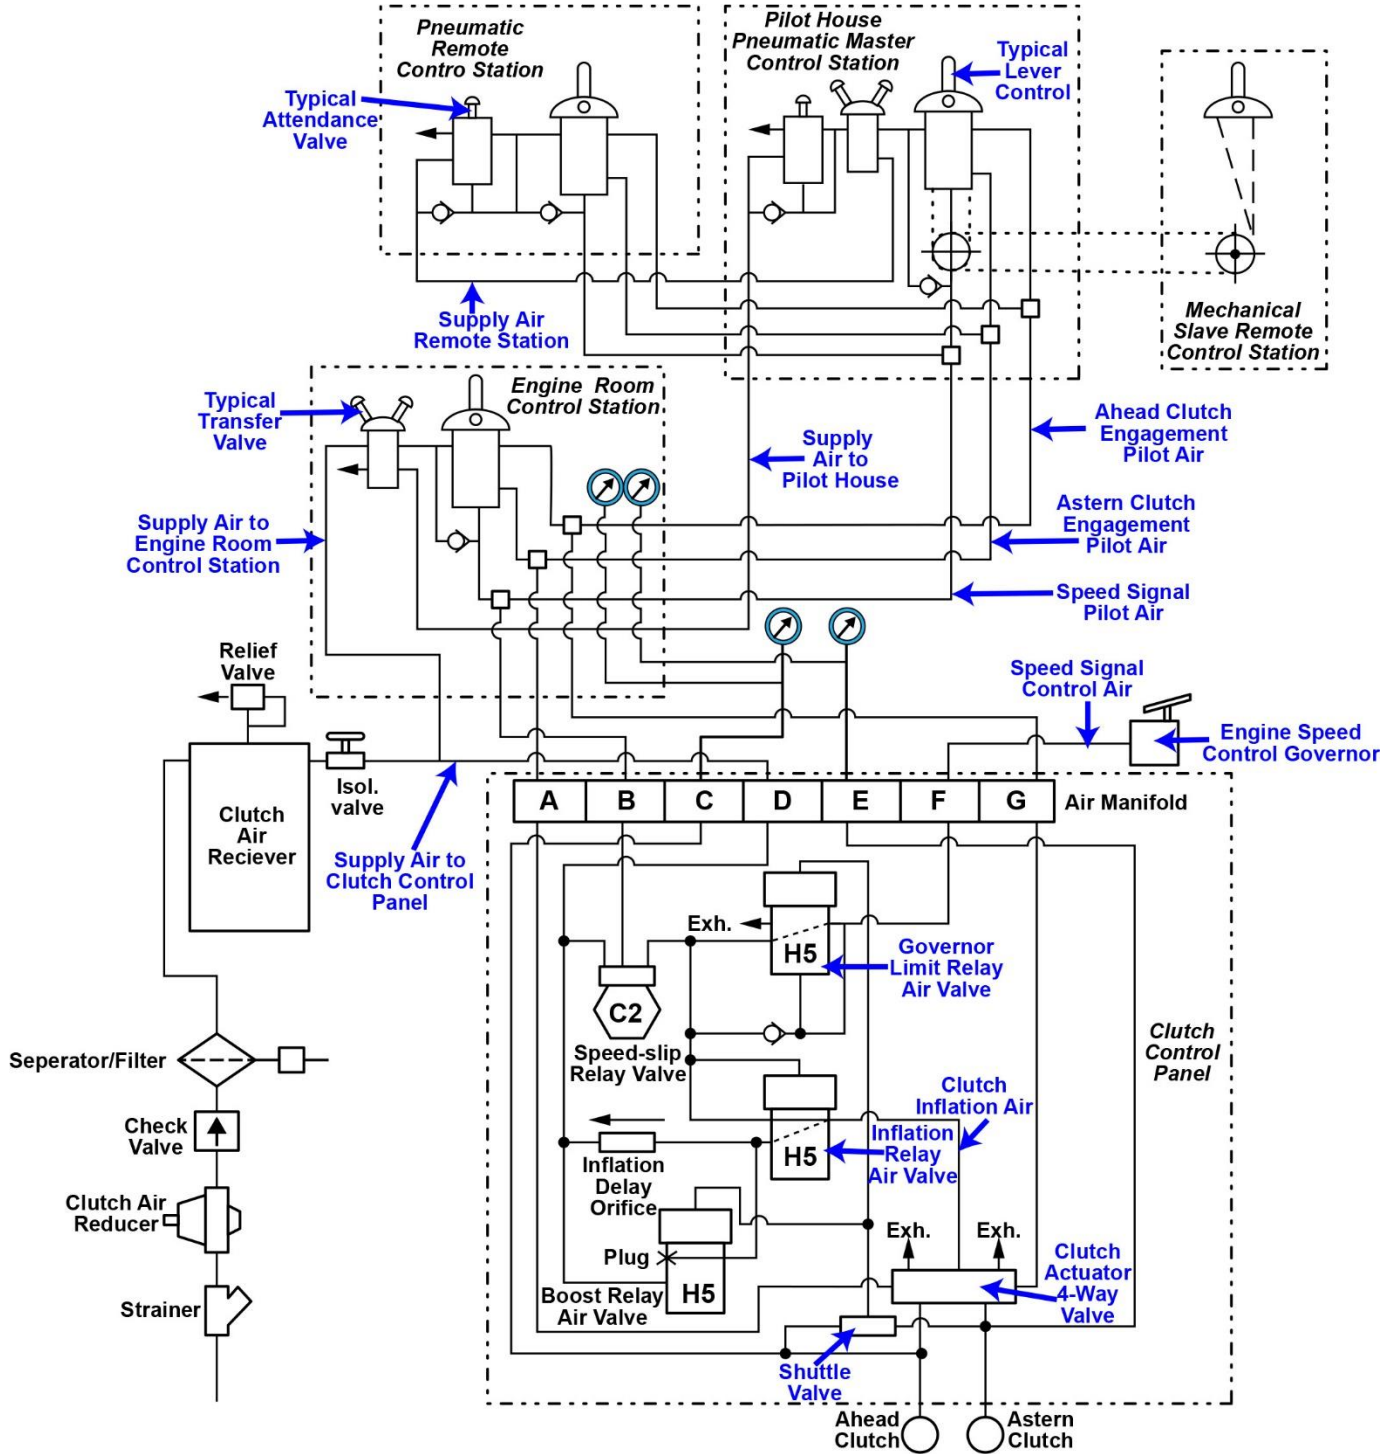 Pneumatic
Remote
Contro Station
Typical
Attendance
Valve
Pilot House
Pneumatic Master
Control Station
Typical
Lever
Control
Supply Air
Remote Station
Mechanical
Slave Remote
Control Station
Engine Room
Control Station
Typical
Transfer
Valve
Supply
Air to
Pilot House
Ahead Clutch
Engagement
Pilot Air
Astern Clutch
Engagement
Pilot Air
Supply Air to
Engine Room
Control Station
Speed Signal
Pilot Air
Relief
Valve
Speed Signal
Control Air
Engine Speed
Control Governor
Isol.
valve
Clutch
Air
Reciever
Supply Air to
Clutch Control
Panel
A B C D E F G
Air Manifold
Exh.
H5
Governor
Limit Relay
Air Valve
C2
Speed-slip
Relay Valve
Clutch
Control
Panel
Seperator/Filter
Clutch
Inflation Air
Check
Valve
Inflation
Relay
Air Valve
H5
Inflation
Delay
Orifice
Clutch Air
Reducer
Plug
H5
Boost Relay
Air Valve
Exh.
Exh.
Clutch
Actuator
4-Way
Valve
Strainer
Shuttle
Valve
Ahead
Clutch
Astern
Clutch